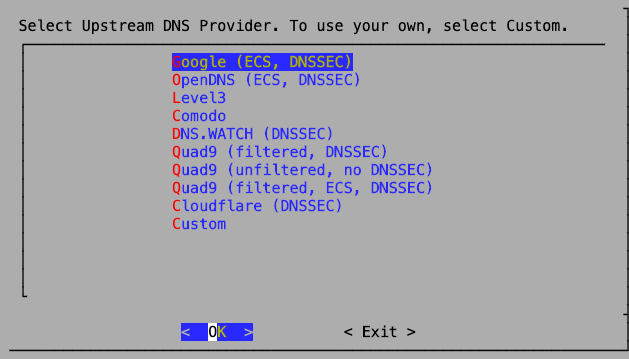 Select Upstream DNS Provider. To use your own, select Custom.
Google (ECS, DNSSEC)
OpenDNS (ECS, DNSSEC)
Level3
Comodo
DNS.WATCH (DNSSEC)
Quad9 (filtered, DNSSEC)
Quad9 (unfiltered, no DNSSEC)
Quad9 (filtered, ECS, DNSSEC)
Cloudflare (DNSSEC)
Custom
< OK > < Exit >